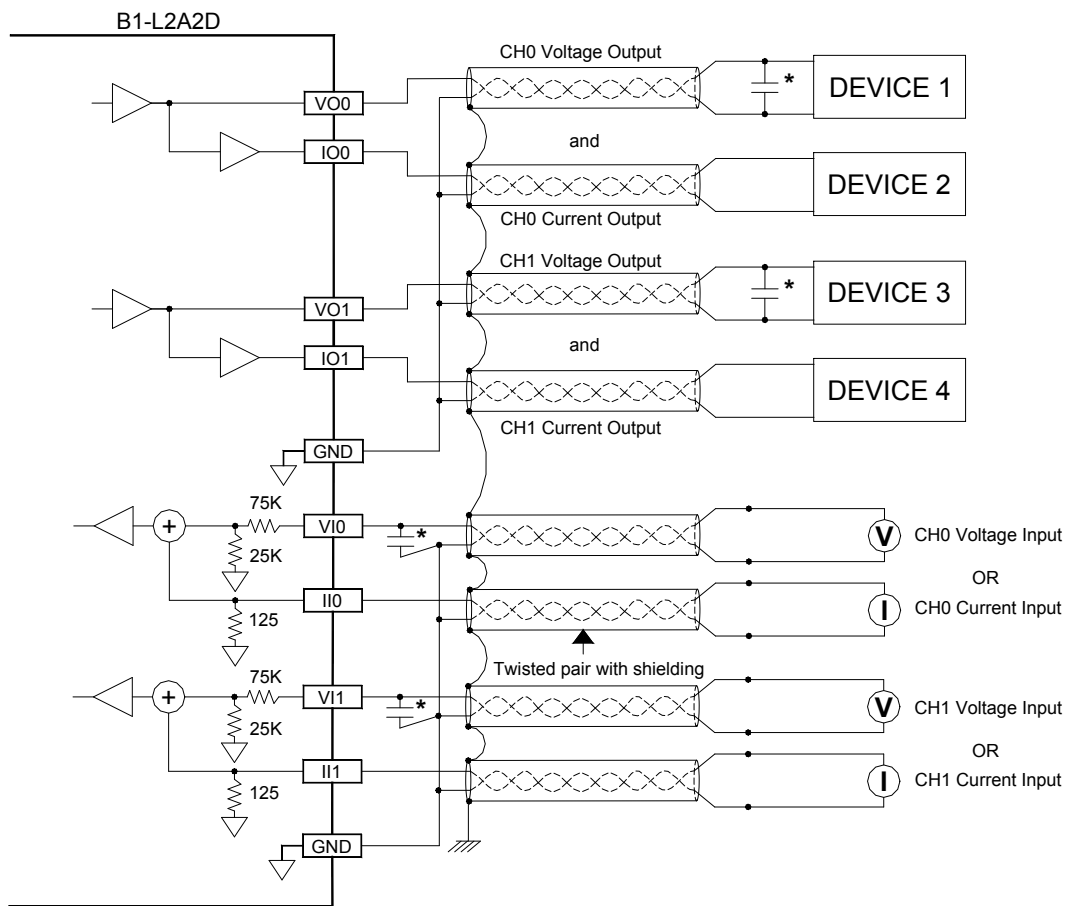 B1-L2A2D
CH0 Voltage Output
VO0
*
DEVICE 1
and
IO0
DEVICE 2
CH0 Current Output
CH1 Voltage Output
VO1
*
DEVICE 3
and
IO1
DEVICE 4
CH1 Current Output
GND
75K
+
VI0
*
V
CH0 Voltage Input
25K
OR
II0
I
CH0 Current Input
125
Twisted pair with shielding
75K
+
VI1
*
V
CH1 Voltage Input
25K
OR
II1
I
CH1 Current Input
125
GND